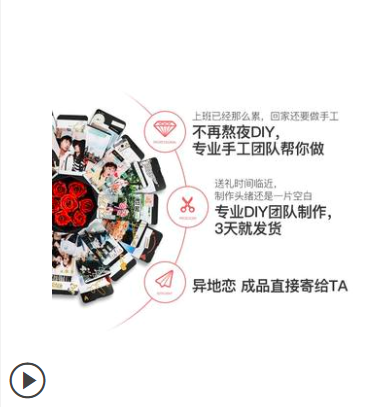 上班已经那么累，回家还要做手工
不再熬夜DIY，
专业手工团队帮你做
送礼时间临近，
制作头绪还是一片空白
专业DIY团队制作，
3天就发货
异地恋 成品直接寄给TA